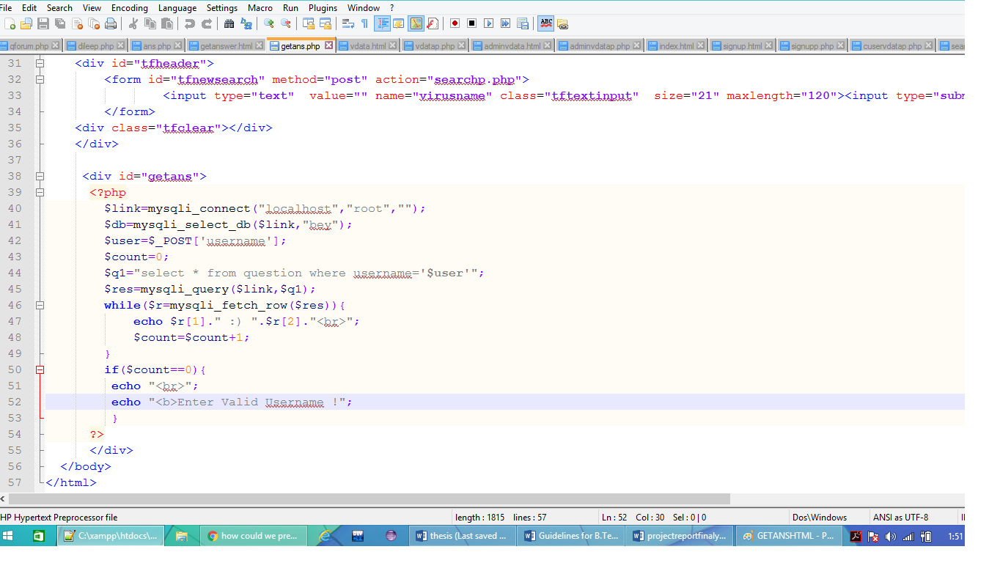 File Edit Search View Encoding Language Settings Macro Run Plugins Window ?
qforum.php dileep.php ans.php getanswer.html getans.php vdata.html vdatap.php adminvdata.html adminvdatap.php index.html signup.html signupp.php cuservdatap.php sear
31 <div id="tfheader">
32 <form id="tfnewsearch" method="post" action="searchp.php">
33 <input type="text"  value="" name="virusname" class="tftextinput"  size="21" maxlength="120"><input type="subm
34 </form>
35 <div class="tfclear"></div>
36 </div>
37
38 <div id="getans">
39 <?php
40 $link=mysqli_connect("localhost","root","");
41 $db=mysqli_select_db($link,"bey");
42 $user=$_POST['username'];
43 $count=0;
44 $q1="select * from question where username='$user'";
45 $res=mysqli_query($link,$q1);
46 while($r=mysqli_fetch_row($res)){
47 echo $r[1]." :) ".$r[2]."<br>";
48 $count=$count+1;
49 }
50 if($count==0){
51 echo "<br>";
52 echo "<b>Enter Valid Username !";
53 }
54 ?>
55 </div>
56 </body>
57 </html>
HP Hypertext Preprocessor file length : 1815 lines : 57 Ln : 52 Col : 30 Sel : 0 | 0 Dos\Windows ANSI as UTF-8
C:\xampp\htdocs\... how could we pre... thesis (Last saved ... Guidelines for B.Te... projectreportfinaly... GETANSHTML - P... 1:51